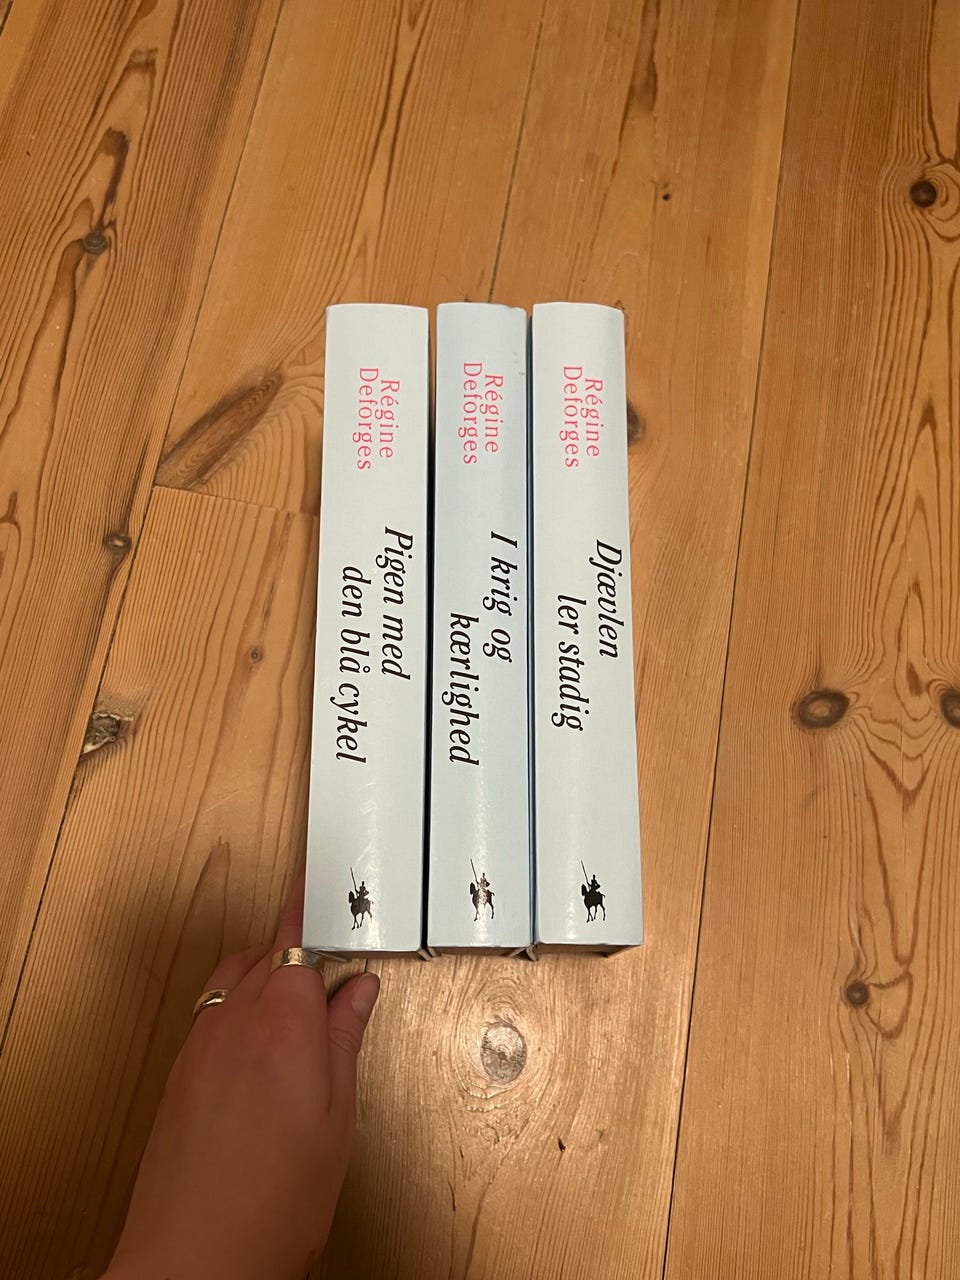 Régine
Deforges
Pigen med
den blå cykel
Régine
Deforges
I krig og
kærlighed
Régine
Deforges
Djævlen
ler stadig